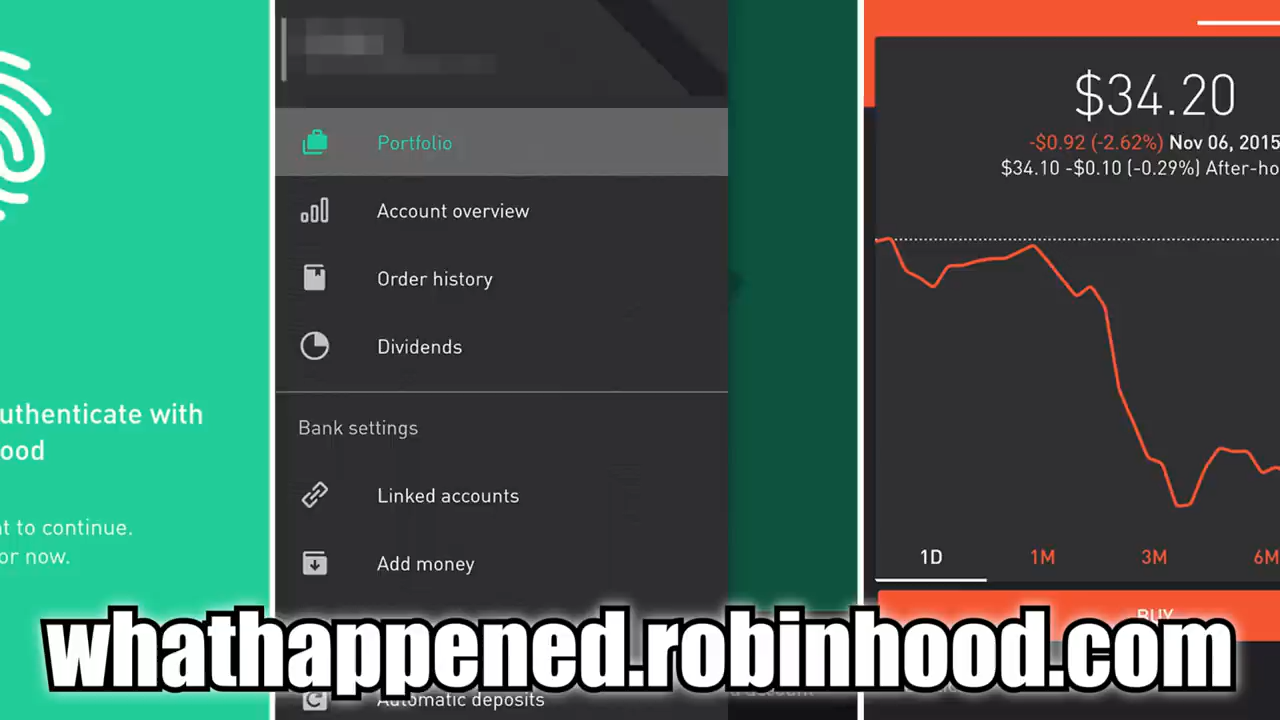 uthenticate with
ood
t to continue.
or now.
Portfolio
Account overview
Order history
Dividends
Bank settings
Linked accounts
Add money
Automatic deposits
$34.20
-$0.92 (-2.62%) Nov 06, 2015
$34.10 -$0.10 (-0.29%) After-ho
1D 1M 3M 6M
BUY
whathappened.robinhood.com